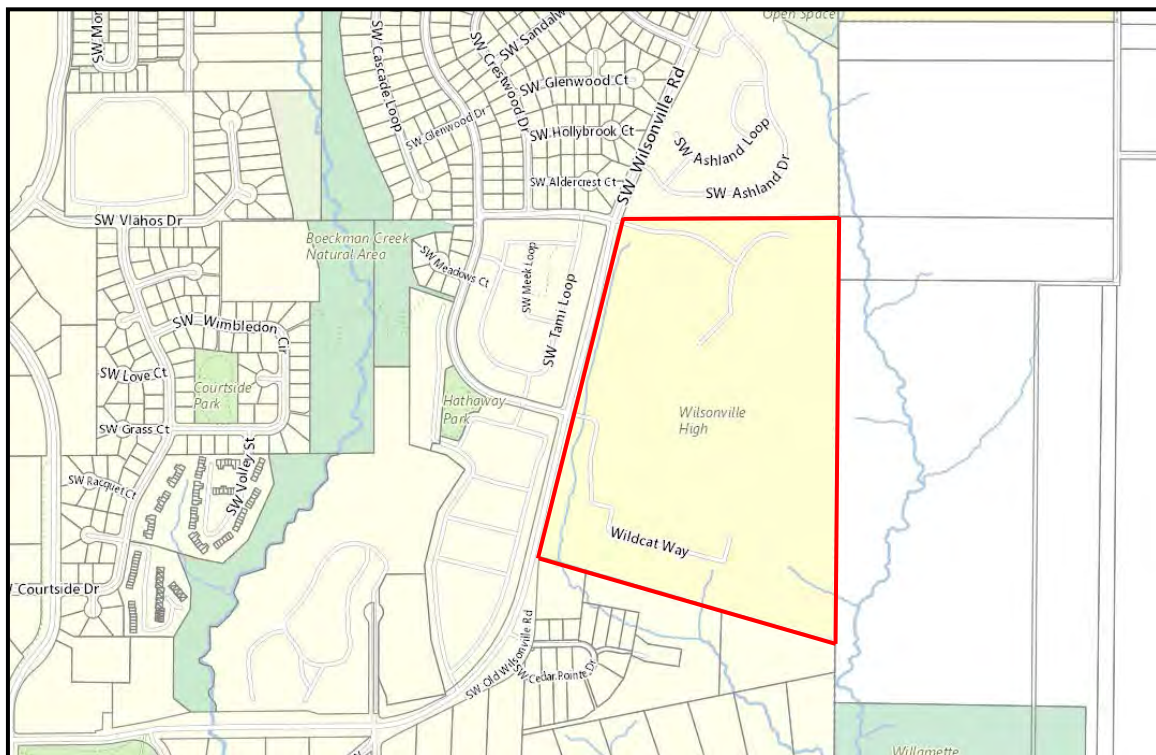 Open Space
SW Mon
SW Cascade Loop
SW Crestwood Dr
SW Sandalw
SW Glenwood Ct
SW Glenwood Dr
SW Hollybrook Ct
SW Aldercrest Ct
SW Wilsonville Rd
SW Ashland Loop
SW Ashland Dr
SW Vlahos Dr
Boeckman Creek
Natural Area
SW Meadows Ct
SW Meek Loop
SW Tami Loop
SW Wimbledon Cir
SW Love Ct
Courtside
Park
Hathaway
Park
Wilsonville
High
SW Grass Ct
SW Volley St
SW Racquet Ct
Wildcat Way
W Courtside Dr
SW Old Wilsonville Rd
SW Cedar Pointe Dr
Willamette